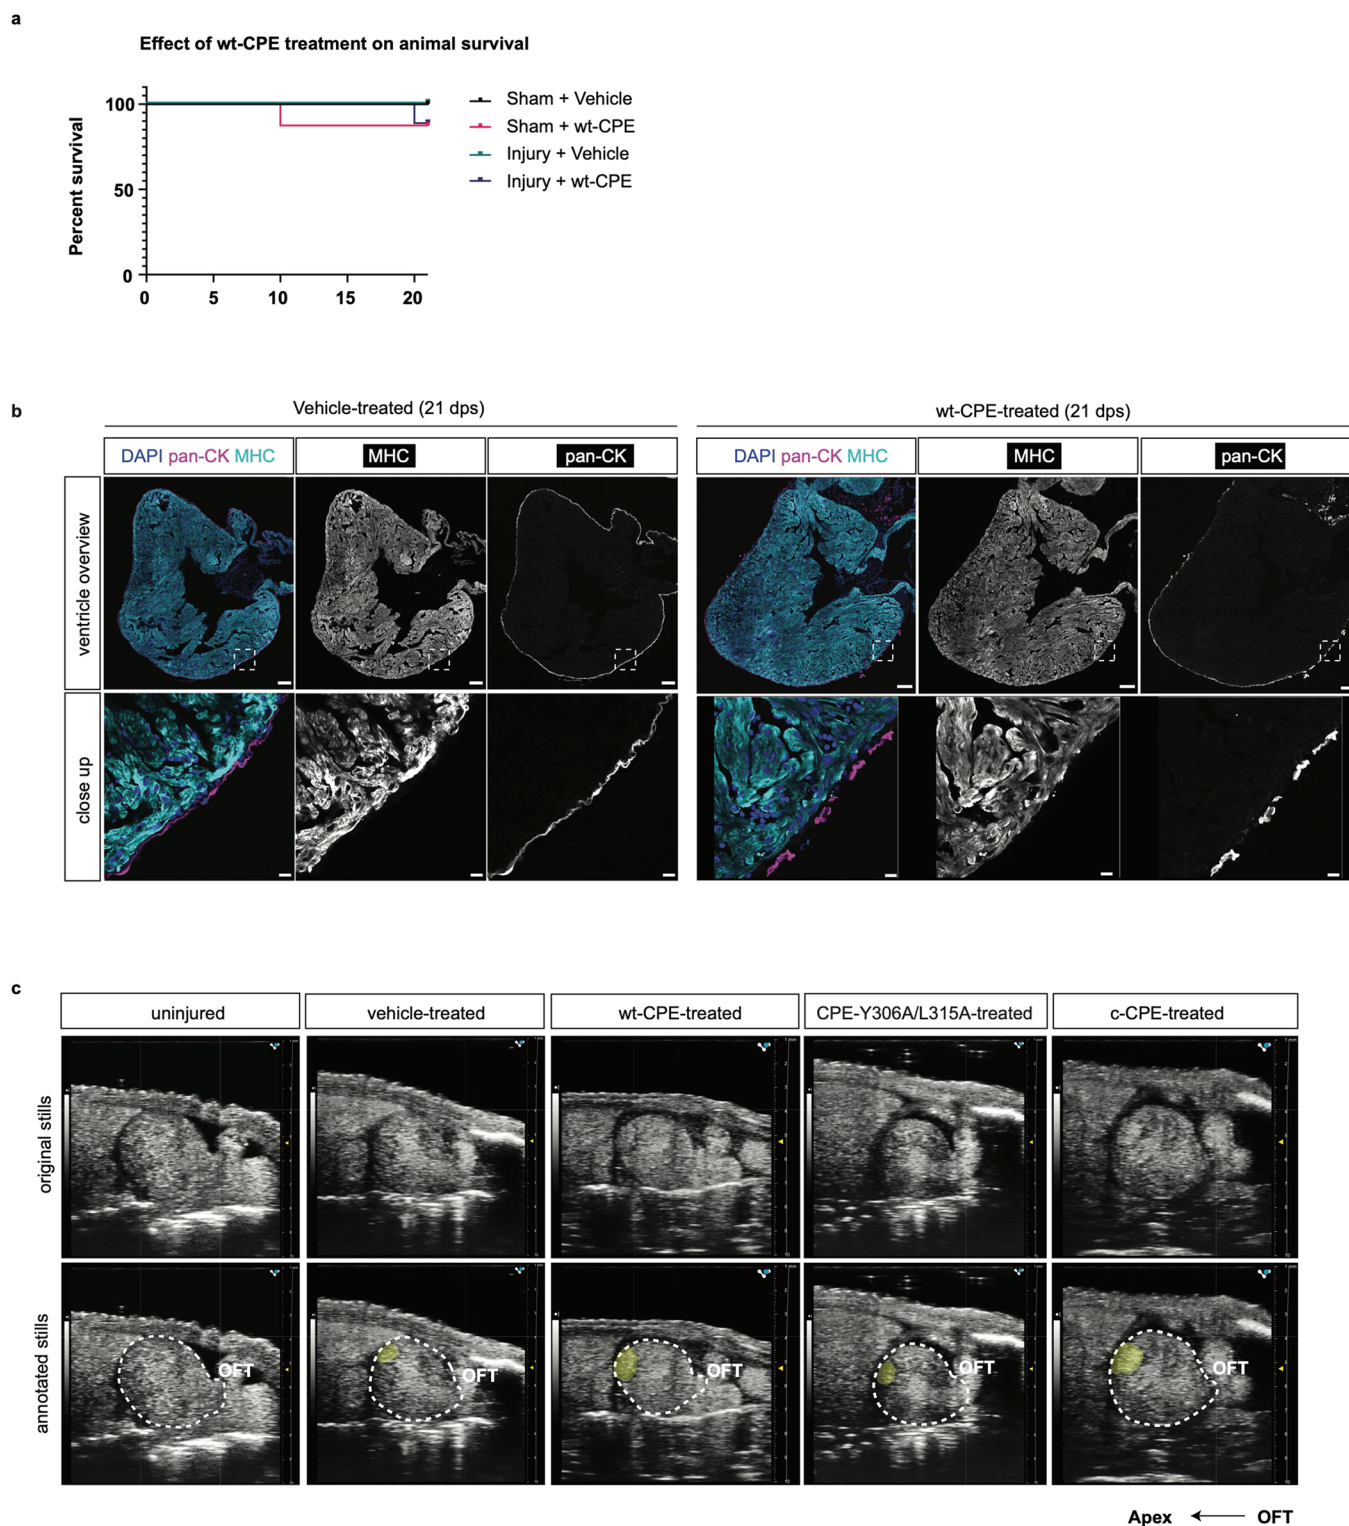 a
Effect of wt-CPE treatment on animal survival
Percent survival
100
50
0
0 5 10 15 20
Sham + Vehicle
Sham + wt-CPE
Injury + Vehicle
Injury + wt-CPE
b
Vehicle-treated (21 dps)
wt-CPE-treated (21 dps)
DAPI pan-CK MHC
MHC
pan-CK
DAPI pan-CK MHC
MHC
pan-CK
ventricle overview
close up
c
uninjured
vehicle-treated
wt-CPE-treated
CPE-Y306A/L315A-treated
c-CPE-treated
original stills
annotated stills
OFT
OFT
OFT
OFT
OFT
Apex
OFT